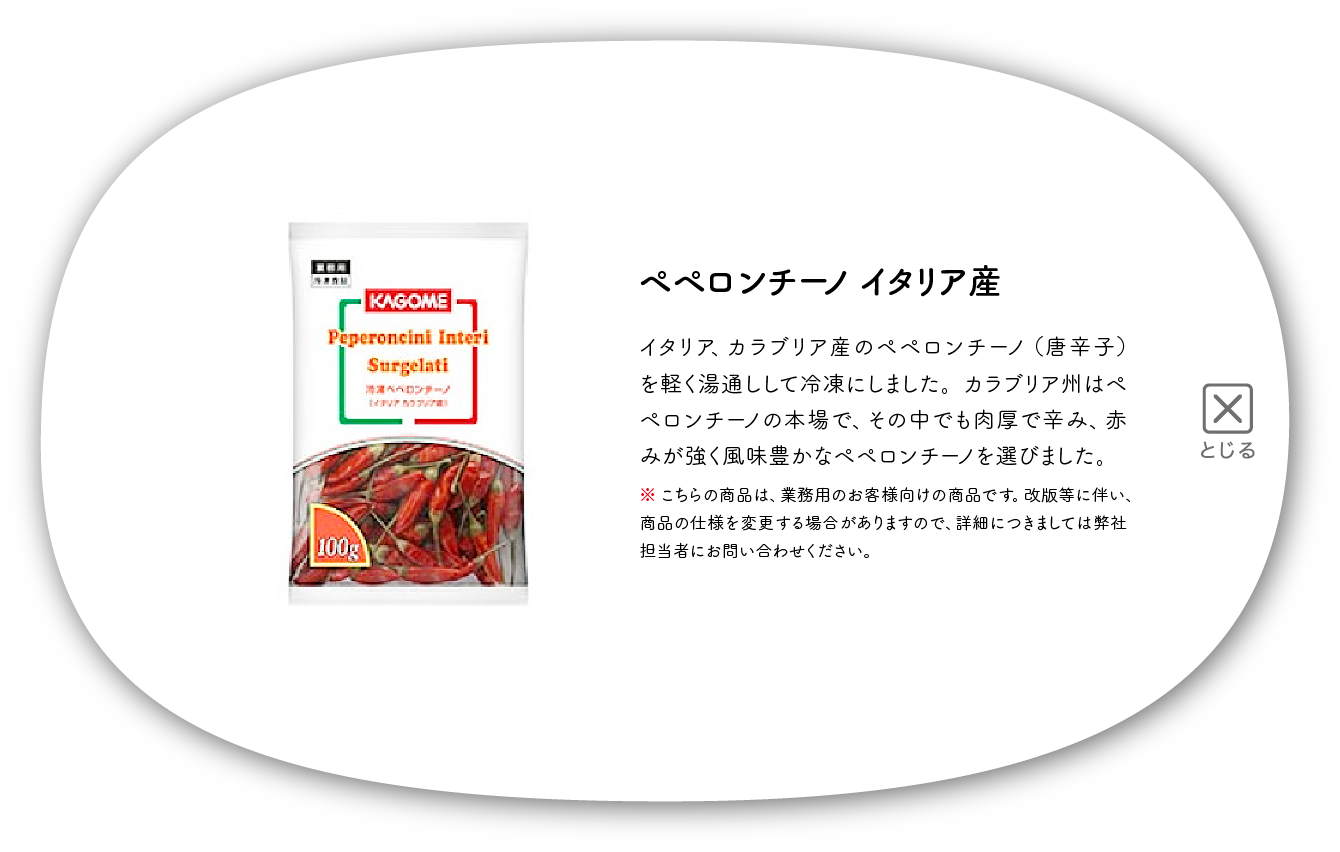 業務用
冷凍食品
KAGOME
Peperoncini Interi
Surgelati
冷凍ペペロンチーノ
(イタリア カラブリア産)
100g
ペペロンチーノ イタリア産
イタリア、カラブリア産のペペロンチーノ（唐辛子）
を軽く湯通しして冷凍にしました。カラブリア州はペ
ペロンチーノの本場で、その中でも肉厚で辛み、赤
みが強く風味豊かなペペロンチーノを選びました。
※ こちらの商品は、業務用のお客様向けの商品です。改版等に伴い、
商品の仕様を変更する場合がありますので、詳細につきましては弊社
担当者にお問い合わせください。
とじる